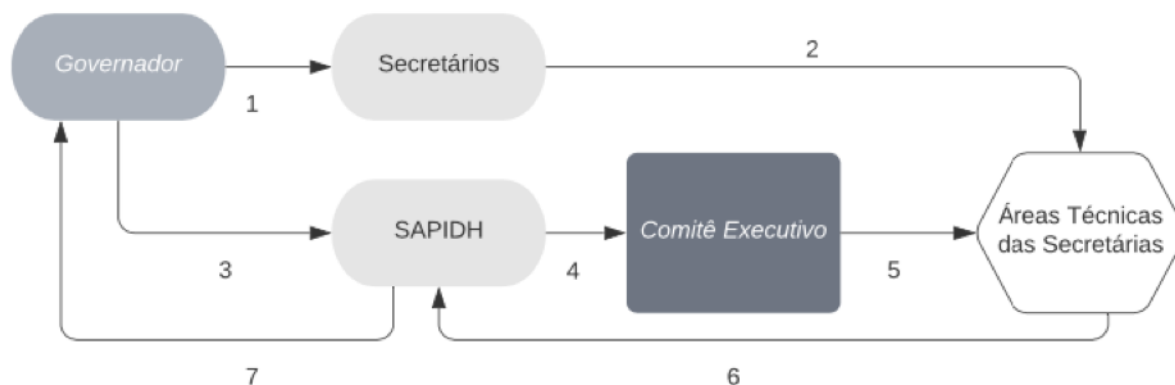 Governador
Secretários
2
1
SAPIDH
Comitê Executivo
Áreas Técnicas
das Secretárias
3
4
5
7
6